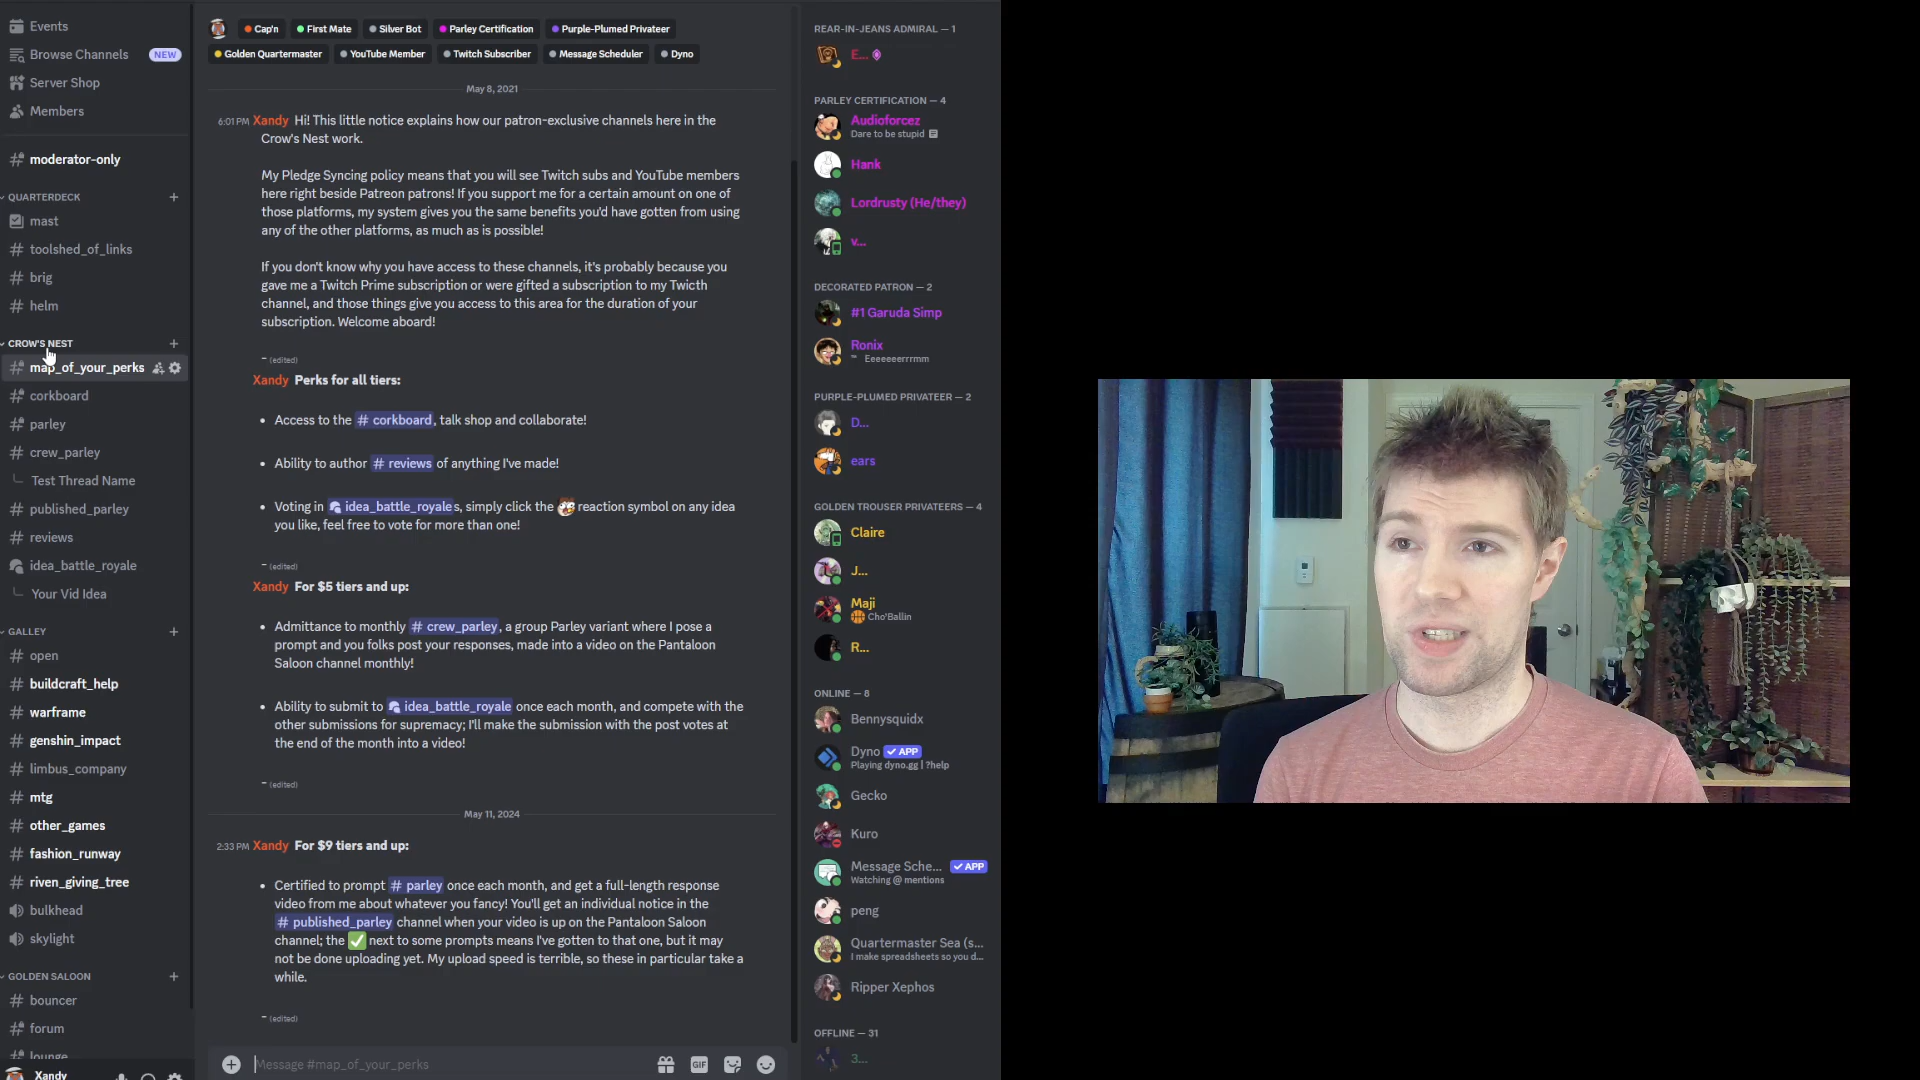 Events
Browse Channels NEW
Server Shop
Members
moderator-only
QUARTERDECK
mast
toolshed_of_links
brig
helm
CROW'S NEST
map_of_your_perks
corkboard
parley
crew_parley
Test Thread Name
published_parley
reviews
idea_battle_royale
Your Vid Idea
GALLEY
open
buildcraft_help
warframe
genshin_impact
limbus_company
mtg
other_games
fashion_runway
riven_giving_tree
bulkhead
skylight
GOLDEN SALOON
bouncer
forum
lounge
Xandy
Cap'n First Mate Silver Bot Parley Certification Purple-Plumed Privateer
Golden Quartermaster YouTube Member Twitch Subscriber Message Scheduler Dyno
May 8, 2021
6:01 PM Xandy Hi! This little notice explains how our patron-exclusive channels here in the
Crow's Nest work.
My Pledge Syncing policy means that you will see Twitch subs and YouTube members
here right beside Patreon patrons! If you support me for a certain amount on one of
those platforms, my system gives you the same benefits you'd have gotten from using
any of the other platforms, as much as is possible!
If you don't know why you have access to these channels, it's probably because you
gave me a Twitch Prime subscription or were gifted a subscription to my Twicth
channel, and those things give you access to this area for the duration of your
subscription. Welcome aboard!
~ (edited)
Xandy Perks for all tiers:
• Access to the # corkboard, talk shop and collaborate!
• Ability to author # reviews of anything I've made!
• Voting in idea_battle_royales, simply click the reaction symbol on any idea
you like, feel free to vote for more than one!
~ (edited)
Xandy For $5 tiers and up:
• Admittance to monthly # crew_parley, a group Parley variant where I pose a
prompt and you folks post your responses, made into a video on the Pantaloon
Saloon channel monthly!
• Ability to submit to idea_battle_royale once each month, and compete with the
other submissions for supremacy; I'll make the submission with the post votes at
the end of the month into a video!
~ (edited)
May 11, 2024
2:33 PM Xandy For $9 tiers and up:
• Certified to prompt # parley once each month, and get a full-length response
video from me about whatever you fancy! You'll get an individual notice in the
# published_parley channel when your video is up on the Pantaloon Saloon
channel; the ✅ next to some prompts means I've gotten to that one, but it may
not be done uploading yet. My upload speed is terrible, so these in particular take a
while.
~ (edited)
Message #map_of_your_perks
GIF
REAR-IN-JEANS ADMIRAL — 1
E...
PARLEY CERTIFICATION — 4
Audioforcez
Dare to be stupid
Hank
Lordrusty (He/they)
v...
DECORATED PATRON — 2
#1 Garuda Simp
Ronix
Eeeeeeerrrmm
PURPLE-PLUMED PRIVATEER — 2
D...
ears
GOLDEN TROUSER PRIVATEERS — 4
Claire
J...
Maji
Cho'Ballin
R...
ONLINE — 8
Bennysquidx
Dyno ✓ APP
Playing dyno.gg | ?help
Gecko
Kuro
Message Sche... ✓ APP
Watching @ mentions
peng
Quartermaster Sea (s...
I make spreadsheets so you d...
Ripper Xephos
OFFLINE — 31
3...